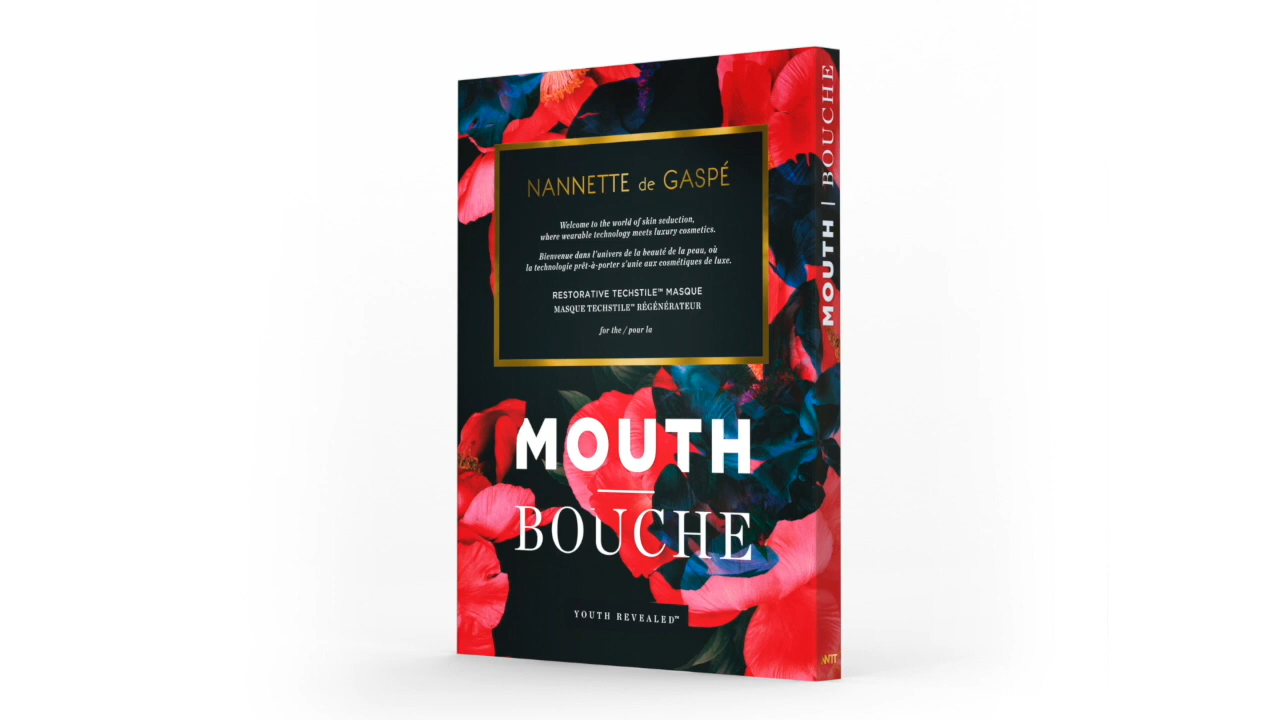 NANNETTE de GASPÉ
Welcome to the world of skin seduction,
where wearable technology meets luxury cosmetics.
Bienvenue dans l'univers de la beauté de la peau, où
la technologie prêt-à-porter s'unie aux cosmétiques de luxe.
RESTORATIVE TECHSTILE™ MASQUE
MASQUE TECHSTILE™ RÉGÉNÉRATEUR
for the / pour la
MOUTH
BOUCHE
YOUTH REVEALED™
MOUTH | BOUCHE